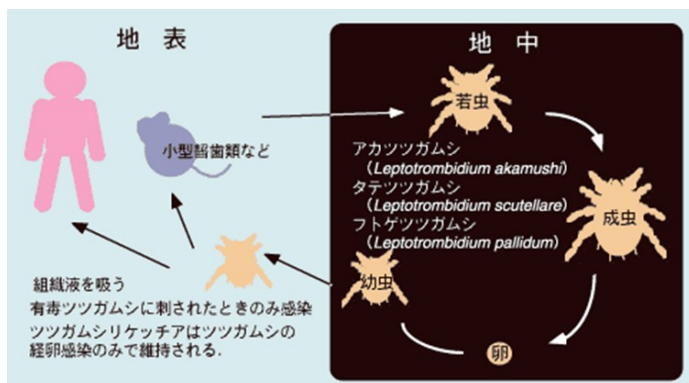 地 表
地 中
若虫
小型齧歯類など
アカツツガムシ
(Leptotrombidium akamushi)
タテツツガムシ
(Leptotrombidium scutellare)
フトゲツツガムシ
(Leptotrombidium pallidum)
成虫
幼虫
卵
組織液を吸う
有毒ツツガムシに刺されたときのみ感染
ツツガムシリケッチアはツツガムシの
経卵感染のみで維持される.